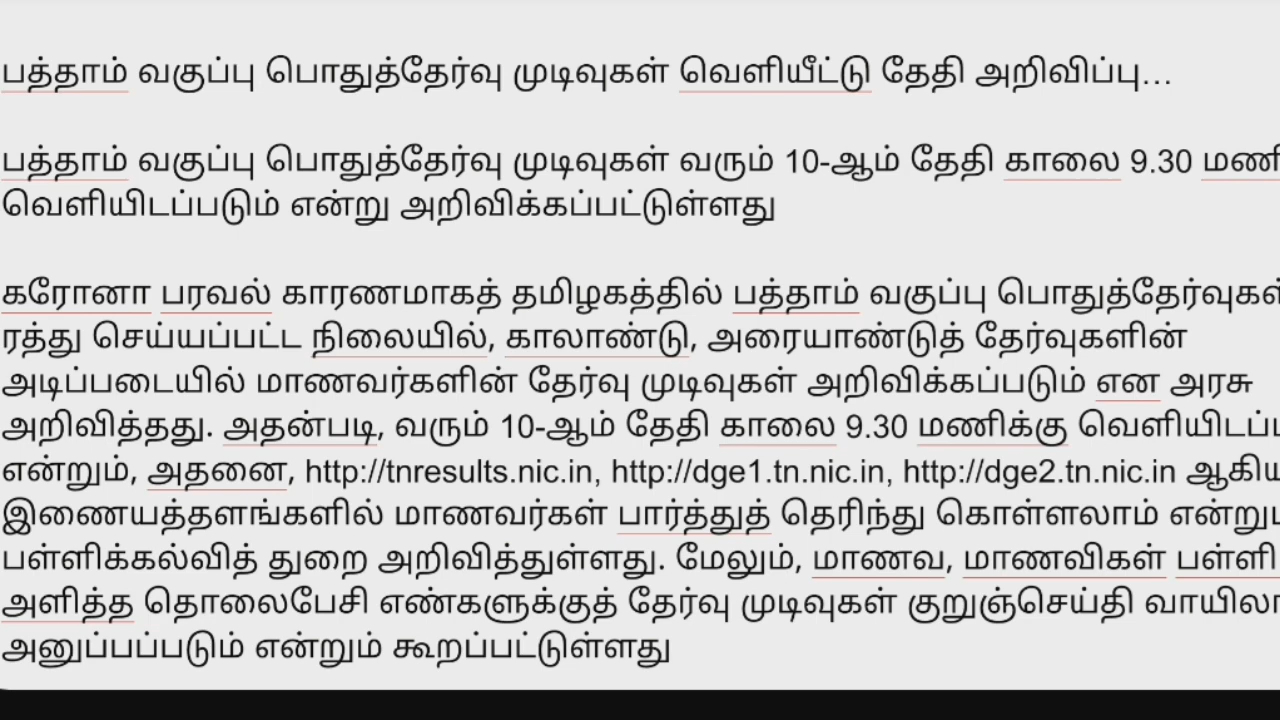 பத்தாம் வகுப்பு பொதுத்தேர்வு முடிவுகள் வெளியீட்டு தேதி அறிவிப்பு...
பத்தாம் வகுப்பு பொதுத்தேர்வு முடிவுகள் வரும் 10-ஆம் தேதி காலை 9.30 மணி
வெளியிடப்படும் என்று அறிவிக்கப்பட்டுள்ளது
கரோனா பரவல் காரணமாகத் தமிழகத்தில் பத்தாம் வகுப்பு பொதுத்தேர்வுகள்
ரத்து செய்யப்பட்ட நிலையில், காலாண்டு, அரையாண்டுத் தேர்வுகளின்
அடிப்படையில் மாணவர்களின் தேர்வு முடிவுகள் அறிவிக்கப்படும் என அரசு
அறிவித்தது. அதன்படி, வரும் 10-ஆம் தேதி காலை 9.30 மணிக்கு
என்றும், அதனை, http://tnresults.nic.in, http://dge1.tn.nic.in, http://dge2.tn.nic.in ஆகிய
இணையத்தளங்களில் மாணவர்கள் பார்த்துத் தெரிந்து கொள்ளலாம்
பள்ளிக்கல்வித் துறை அறிவித்துள்ளது. மேலும், மாணவ, மாணவிகள் பள்ளி
அளித்த தொலைபேசி எண்களுக்குத் தேர்வு முடிவுகள் குறுஞ்செய்தி
அனுப்பப்படும் என்றும் கூறப்பட்டுள்ளது